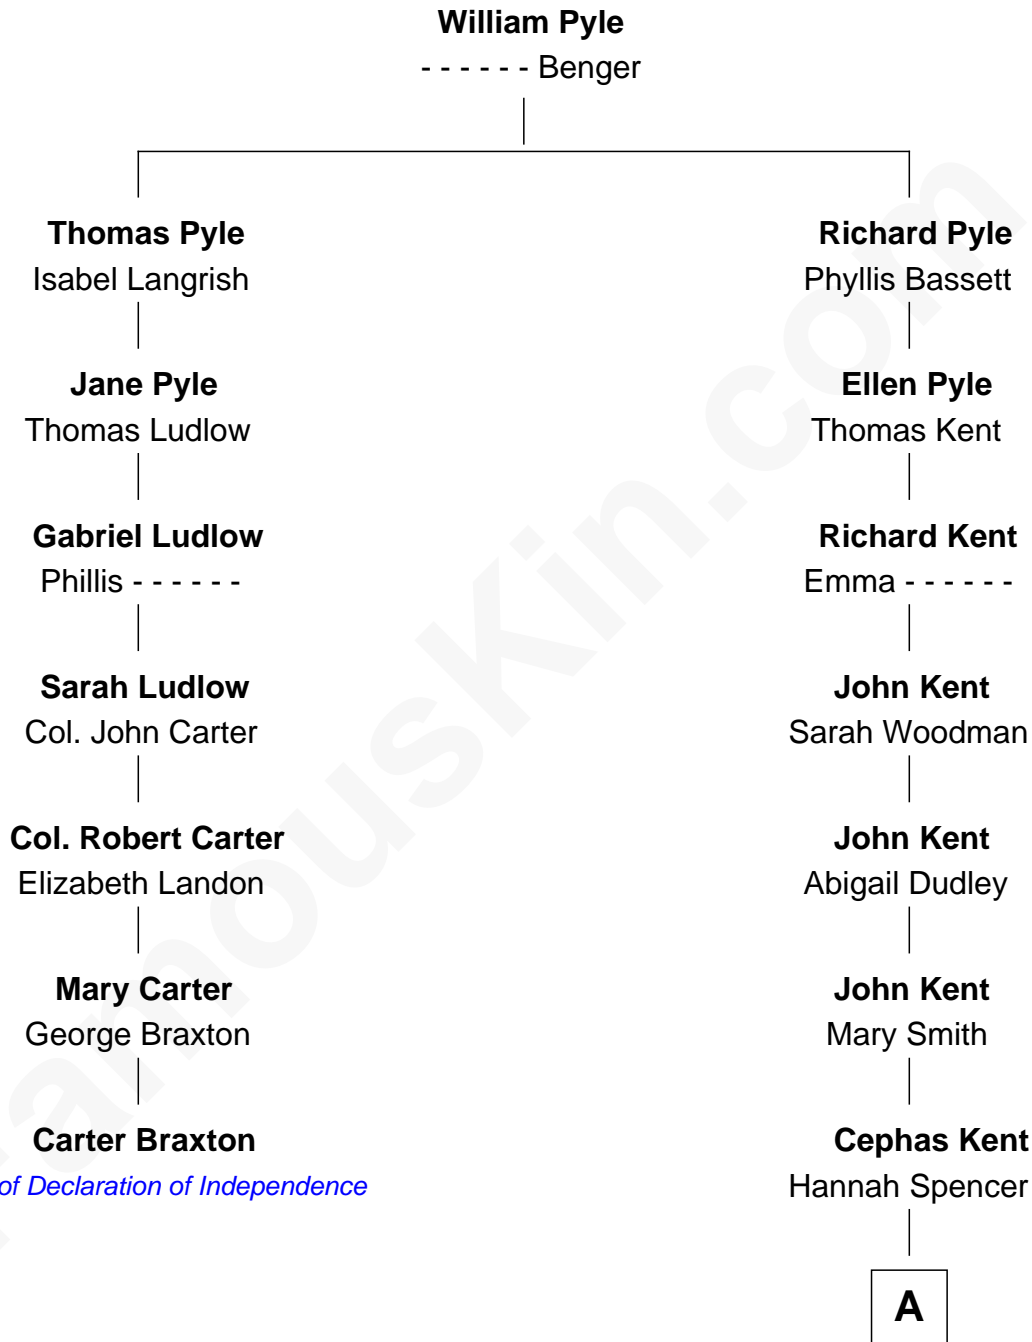 William Pyle
- - - - - - Benger
Thomas Pyle
Isabel Langrish
Richard Pyle
Phyllis Bassett
Jane Pyle
Thomas Ludlow
Ellen Pyle
Thomas Kent
Gabriel Ludlow
Phillis - - - - - -
Richard Kent
Emma - - - - - -
Sarah Ludlow
Col. John Carter
John Kent
Sarah Woodman
Col. Robert Carter
Elizabeth Landon
John Kent
Abigail Dudley
Mary Carter
George Braxton
John Kent
Mary Smith
Carter Braxton
of Declaration of Independence
Cephas Kent
Hannah Spencer
A
FamousKin.com